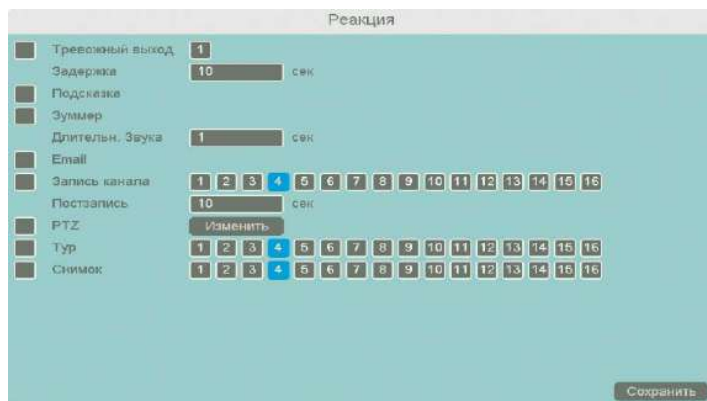 Реакция
Тревожный выход 1
Задержка 10 сек
Подсказка
Зуммер
Длительн. Звука 1 сек
Email
Запись канала 1 2 3 4 5 6 7 8 9 10 11 12 13 14 15 16
Постзапись 10 сек
PTZ Изменить
Тур 1 2 3 4 5 6 7 8 9 10 11 12 13 14 15 16
Снимок 1 2 3 4 5 6 7 8 9 10 11 12 13 14 15 16
Сохранить